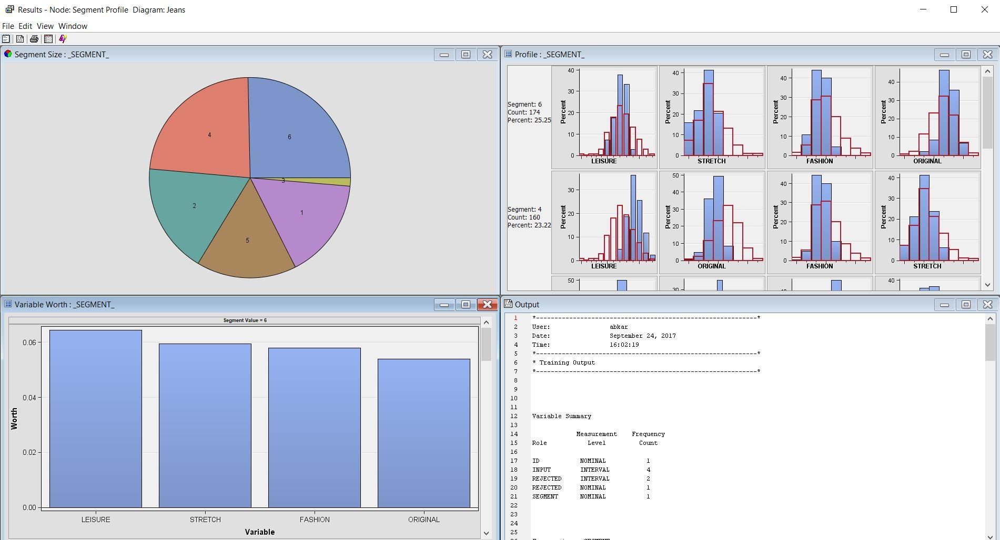 Results - Node: Segment Profile  Diagram: Jeans
File Edit View Window
Segment Size : _SEGMENT_
4
6
3
2
1
5
Profile : _SEGMENT_
Segment: 6
Count: 174
Percent: 25.25
40
30
20
10
0
Percent
LEISURE
40
30
20
10
0
Percent
STRETCH
40
30
20
10
0
Percent
FASHION
40
30
20
10
0
Percent
ORIGINAL
Segment: 4
Count: 160
Percent: 23.22
30
20
10
0
Percent
LEISURE
50
40
30
20
10
0
Percent
ORIGINAL
40
30
20
10
0
Percent
FASHION
40
30
20
10
0
Percent
STRETCH
50
30
40
Variable Worth : _SEGMENT_
Segment Value = 6
0.06
0.04
0.02
0.00
Worth
LEISURE STRETCH FASHION ORIGINAL
Variable
Output
1 *------------------------------------------------------------*
2 User: abkar
3 Date: September 24, 2017
4 Time: 16:02:19
5 *------------------------------------------------------------*
6 * Training Output
7 *------------------------------------------------------------*
8
9
10
11
12 Variable Summary
13
14 Measurement Frequency
15 Role Level Count
16
17 ID NOMINAL 1
18 INPUT INTERVAL 4
19 REJECTED INTERVAL 2
20 REJECTED NOMINAL 1
21 SEGMENT NOMINAL 1
22
23
24
25